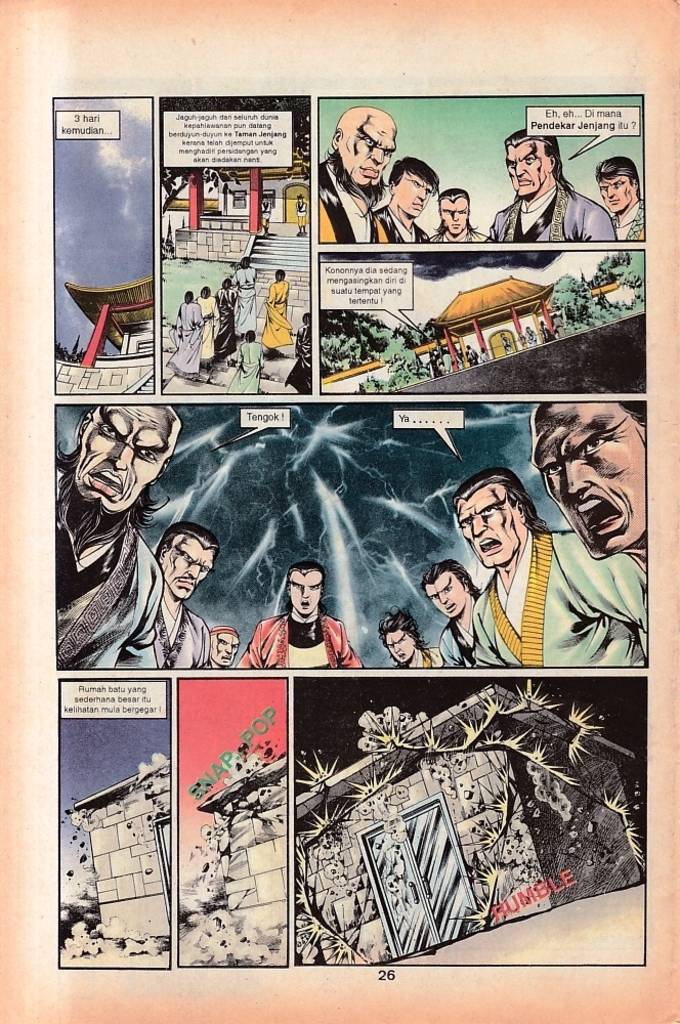 3 hari
kemudian...
Jaguh-jaguh dari seluruh dunia
kepahlawanan pun datang
berduyun-duyun ke Taman Jenjang
kerana telah dijemput untuk
menghadiri persidangan yang
akan diadakan nanti.
Eh, eh... Di mana
Pendekar Jenjang itu ?
Kononnya dia sedang
mengasingkan diri di
suatu tempat yang
tertentu !
Tengok !
Ya . . . . . .
Rumah batu yang
sederhana besar itu
kelihatan mula bergegar !
SNAP, POP
RUMBLE
26